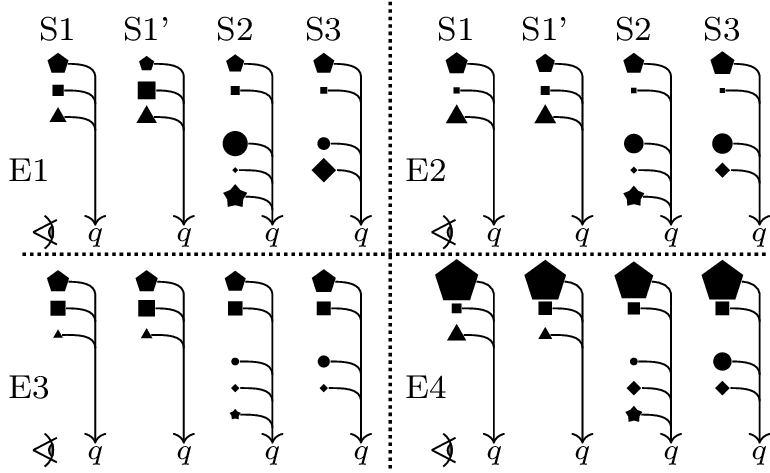 S1 S1’ S2 S3 S1 S1’ S2 S3
E1 E2
q q q q q q q q
E3 E4
q q q q q q q q